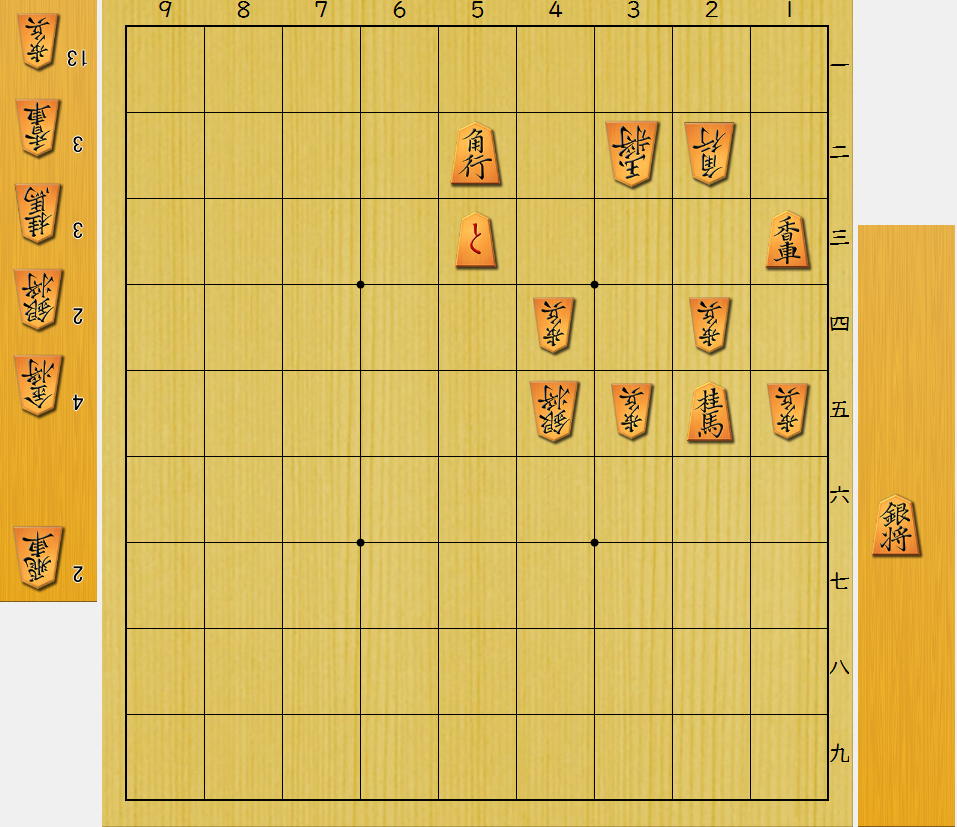 9 8 7 6 5 4 3 2 1
歩兵 13
香車 3
桂馬 3
銀将 2
金将 4
飛車 2
一
角行 玉将 角行 二
と 香車 三
歩兵 歩兵 四
銀将 歩兵 桂馬 歩兵 五
六
七
八
九
銀将